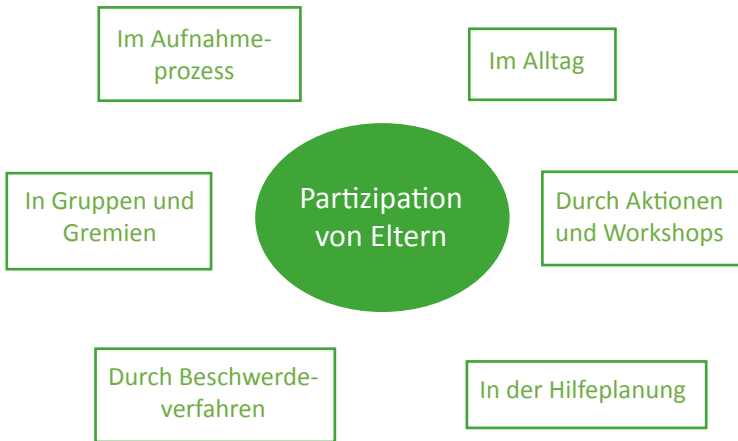 Im Aufnahme-
prozess
Im Alltag
In Gruppen und
Gremien
Partizipation
von Eltern
Durch Aktionen
und Workshops
Durch Beschwerde-
verfahren
In der Hilfeplanung